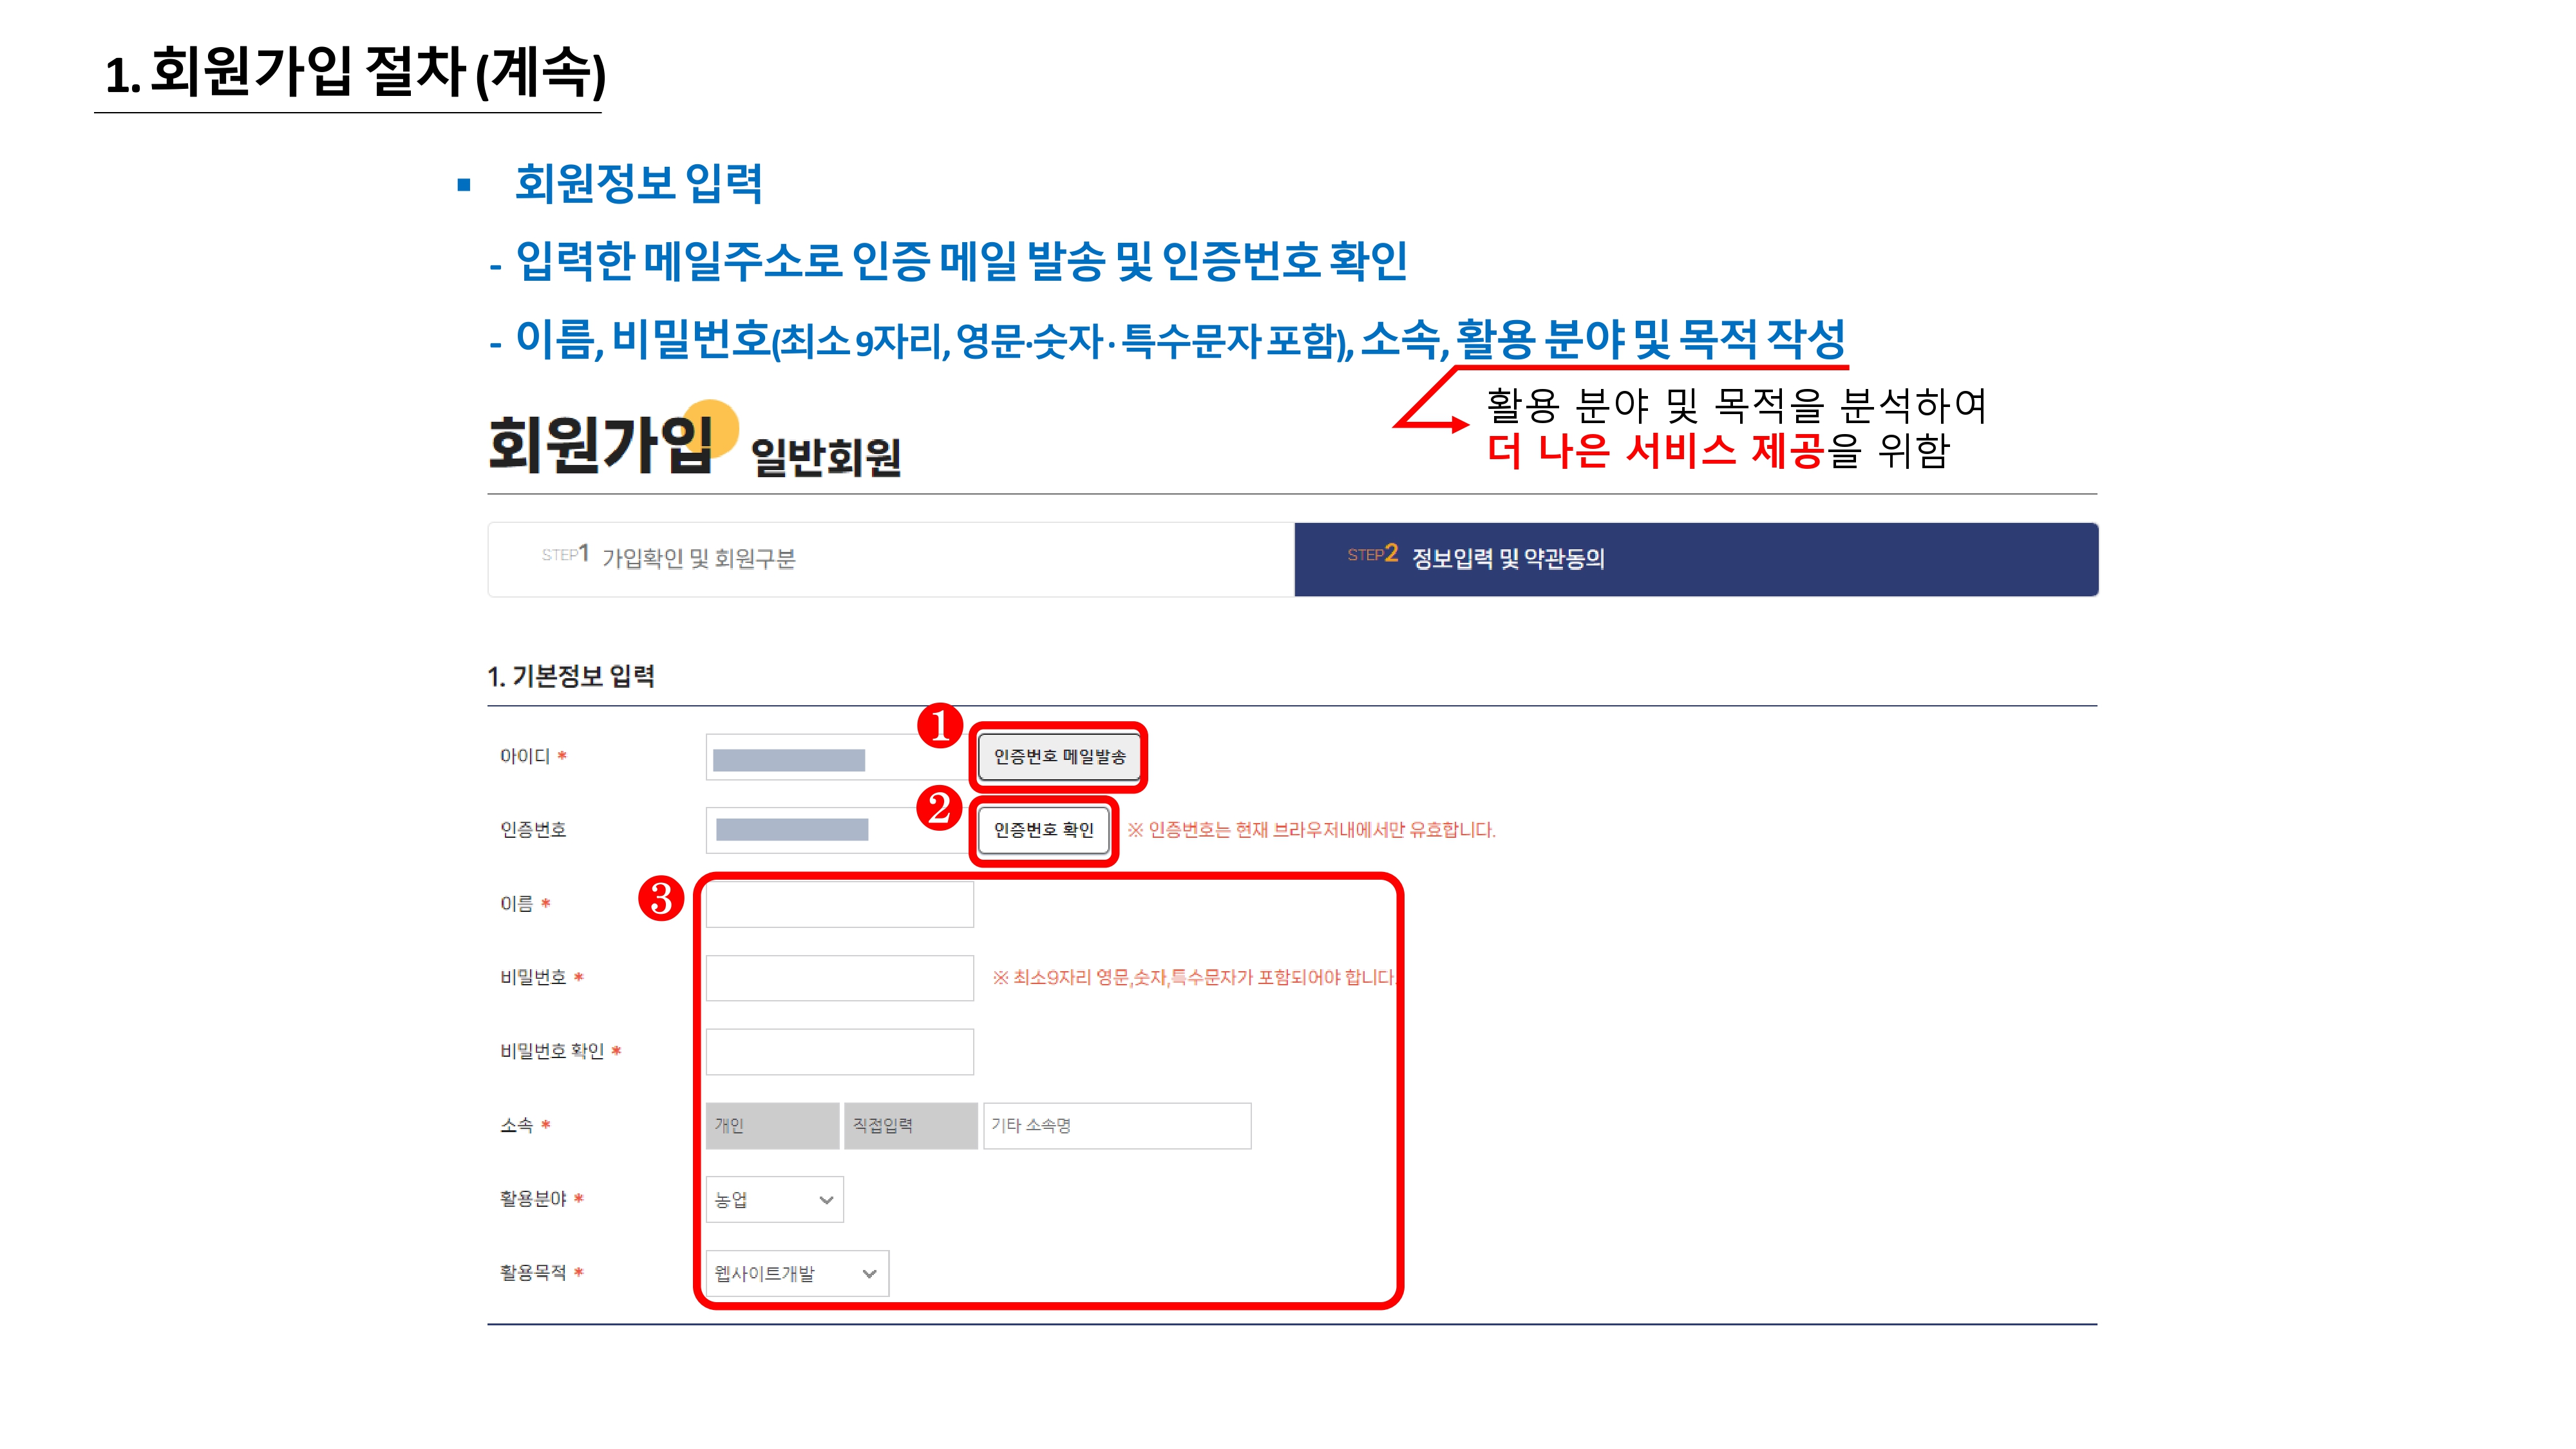 1. 회원가입 절차 (계속)
▪ 회원정보 입력
- 입력한 메일주소로 인증 메일 발송 및 인증번호 확인
- 이름, 비밀번호(최소 9자리, 영문·숫자·특수문자 포함), 소속, 활용 분야 및 목적 작성
활용 분야 및 목적을 분석하여
더 나은 서비스 제공을 위함
회원가입 일반회원
STEP1 가입확인 및 회원구분
STEP2 정보입력 및 약관동의
1. 기본정보 입력
❶
아이디 * 인증번호 메일발송
❷
인증번호 인증번호 확인 ※ 인증번호는 현재 브라우저내에서만 유효합니다.
❸
이름 *
비밀번호 * ※ 최소9자리 영문,숫자,특수문자가 포함되어야 합니다.
비밀번호 확인 *
소속 * 개인 직접입력 기타 소속명
활용분야 * 농업
활용목적 * 웹사이트개발